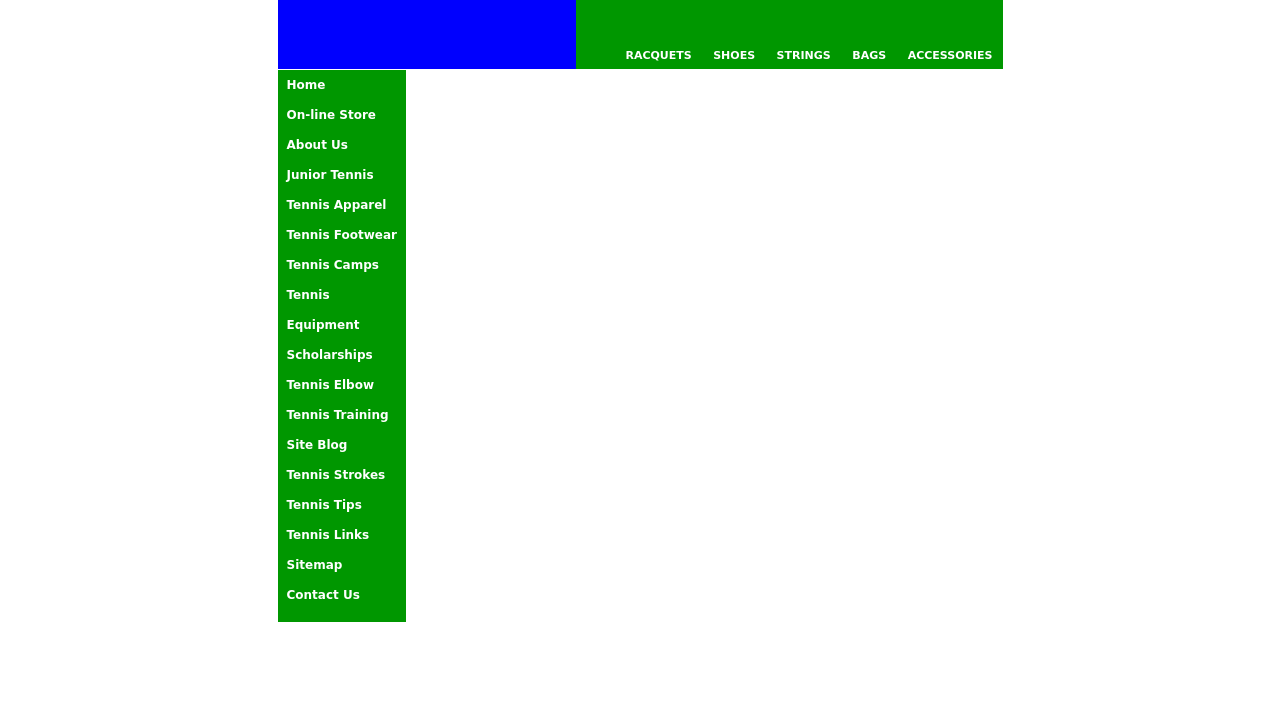 RACQUETS SHOES STRINGS BAGS ACCESSORIES
Home
On-line Store
About Us
Junior Tennis
Tennis Apparel
Tennis Footwear
Tennis Camps
Tennis
Equipment
Scholarships
Tennis Elbow
Tennis Training
Site Blog
Tennis Strokes
Tennis Tips
Tennis Links
Sitemap
Contact Us